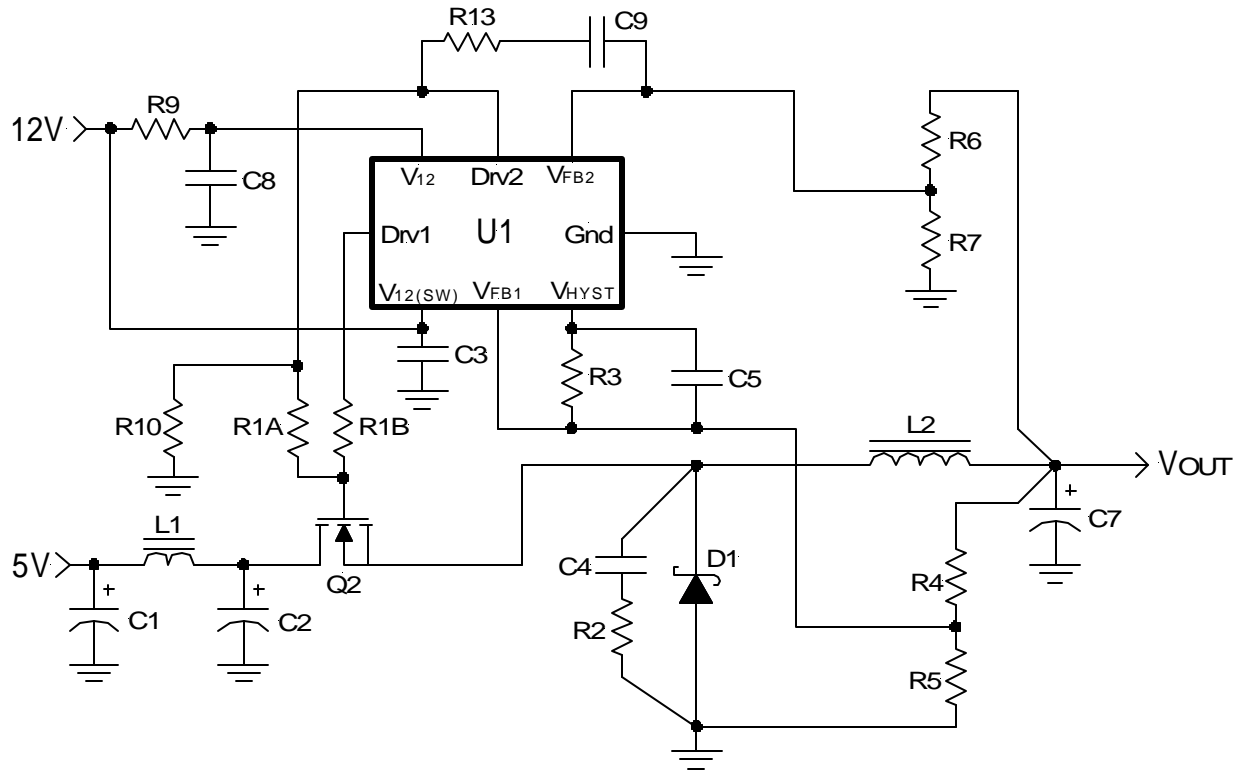 R13
C9
12V
R9
C8
V12
Drv2
VFB2
R6
Drv1
U1
Gnd
R7
V12(SW)
VFB1
VHYST
C3
R3
C5
R10
R1A
R1B
L2
VOUT
L1
C7
5V
Q2
C4
D1
R4
C1
C2
R2
R5